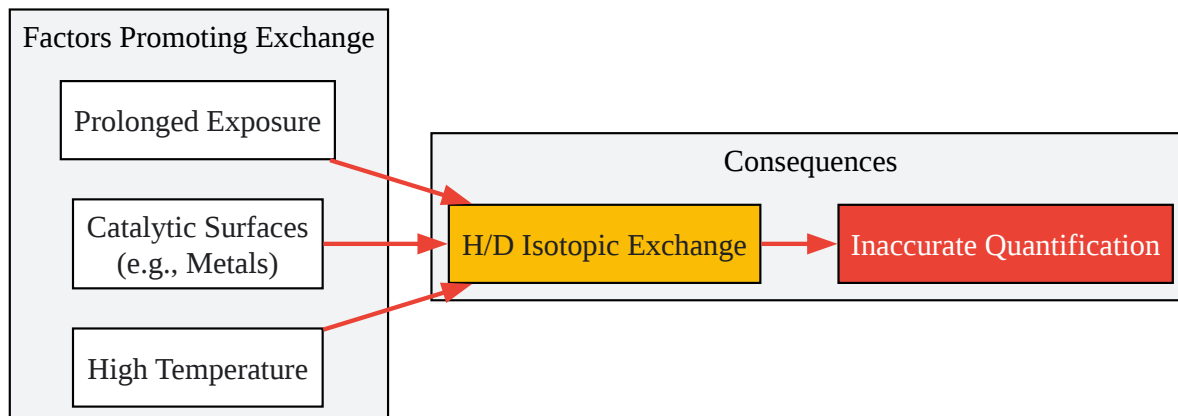 Factors Promoting Exchange
Prolonged Exposure
Catalytic Surfaces
(e.g., Metals)
High Temperature
Consequences
H/D Isotopic Exchange
Inaccurate Quantification